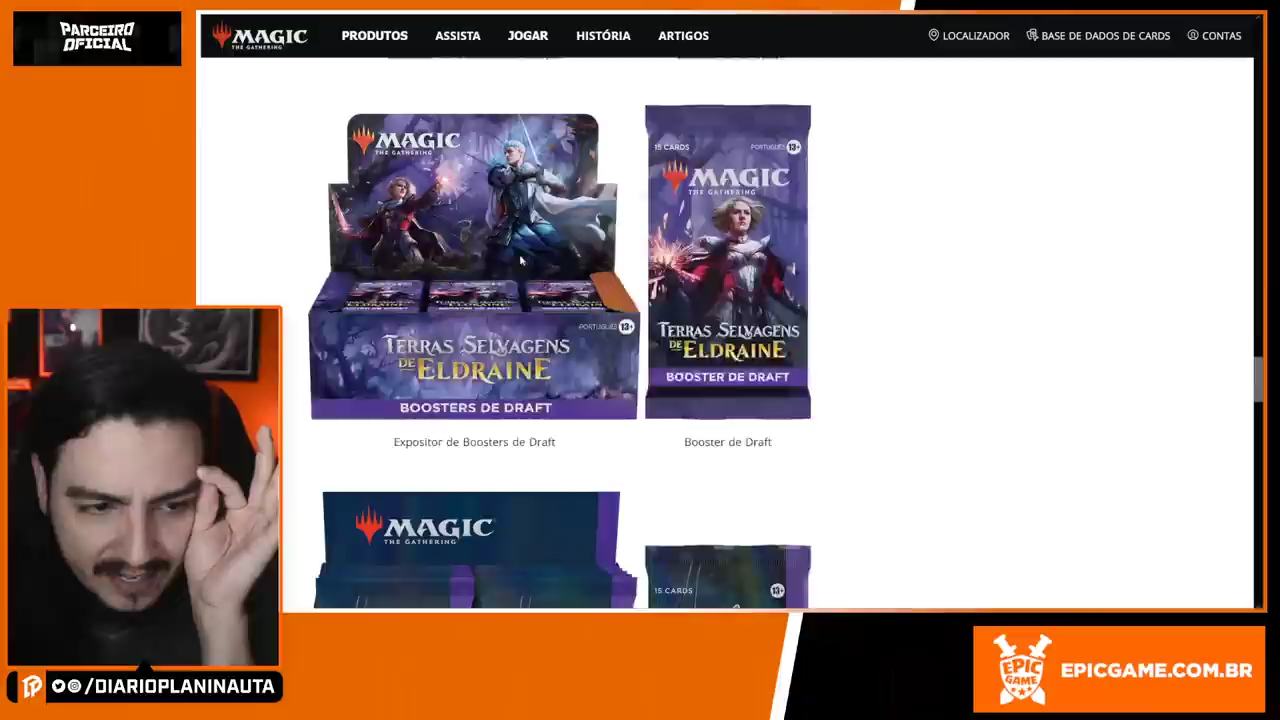 PARCEIRO
OFICIAL
MAGIC
THE GATHERING
PRODUTOS
ASSISTA
JOGAR
HISTÓRIA
ARTIGOS
LOCALIZADOR
BASE DE DADOS DE CARDS
CONTAS
MAGIC
THE GATHERING
PORTUGUÊS 13+
TERRAS SELVAGENS
DE ELDRAINE
BOOSTERS DE DRAFT
Expositor de Boosters de Draft
15 CARDS
PORTUGUÊS 13+
MAGIC
THE GATHERING
TERRAS SELVAGENS
DE ELDRAINE
BOOSTER DE DRAFT
Booster de Draft
MAGIC
THE GATHERING
15 CARDS
13+
/DIARIOPLANINAUTA
EPIC
GAME
EPICGAME.COM.BR